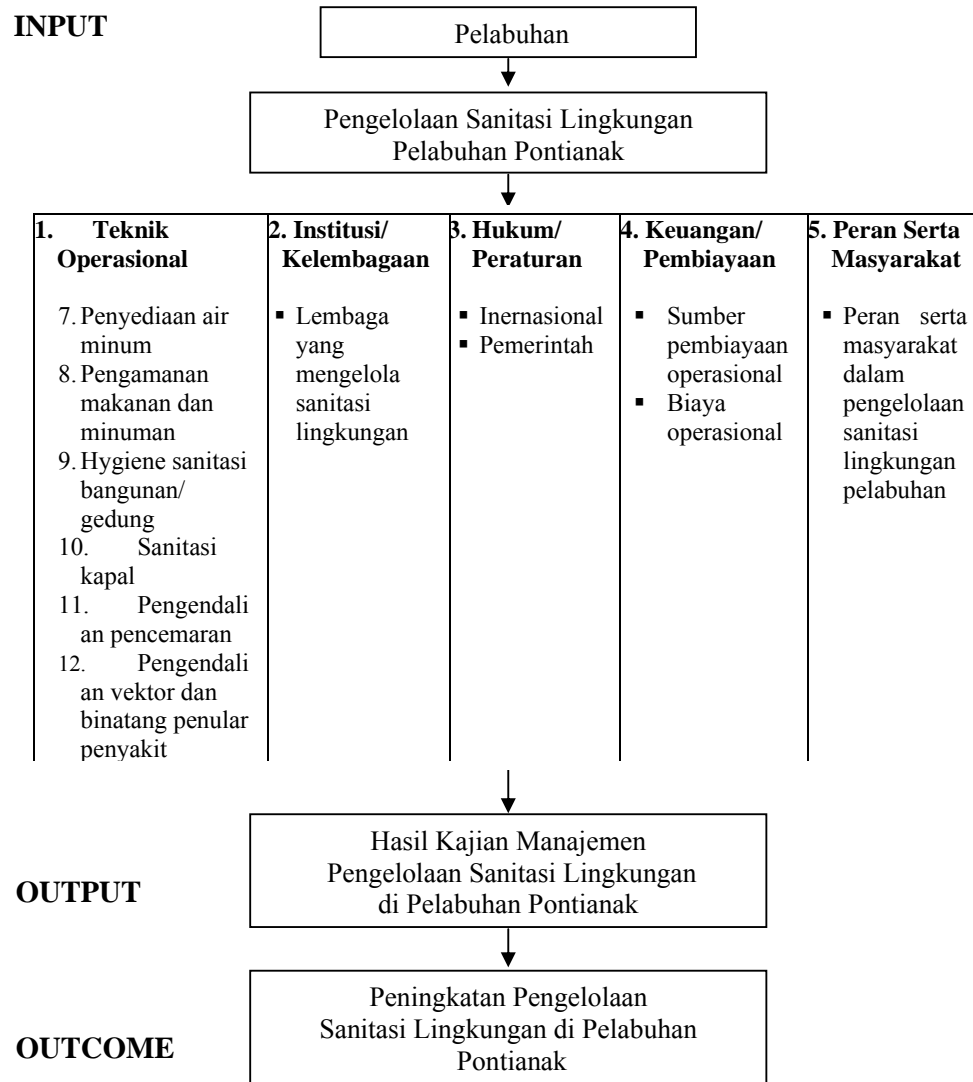 INPUT
Pelabuhan
Pengelolaan Sanitasi Lingkungan
Pelabuhan Pontianak
1. Teknik
Operasional
7. Penyediaan air
minum
8. Pengamanan
makanan dan
minuman
9. Hygiene sanitasi
bangunan/
gedung
10. Sanitasi
kapal
11. Pengendali
an pencemaran
12. Pengendali
an vektor dan
binatang penular
penyakit
2. Institusi/
Kelembagaan
▪ Lembaga
yang
mengelola
sanitasi
lingkungan
3. Hukum/
Peraturan
▪ Inernasional
▪ Pemerintah
4. Keuangan/
Pembiayaan
▪ Sumber
pembiayaan
operasional
▪ Biaya
operasional
5. Peran Serta
Masyarakat
▪ Peran serta
masyarakat
dalam
pengelolaan
sanitasi
lingkungan
pelabuhan
Hasil Kajian Manajemen
Pengelolaan Sanitasi Lingkungan
di Pelabuhan Pontianak
OUTPUT
Peningkatan Pengelolaan
Sanitasi Lingkungan di Pelabuhan
Pontianak
OUTCOME